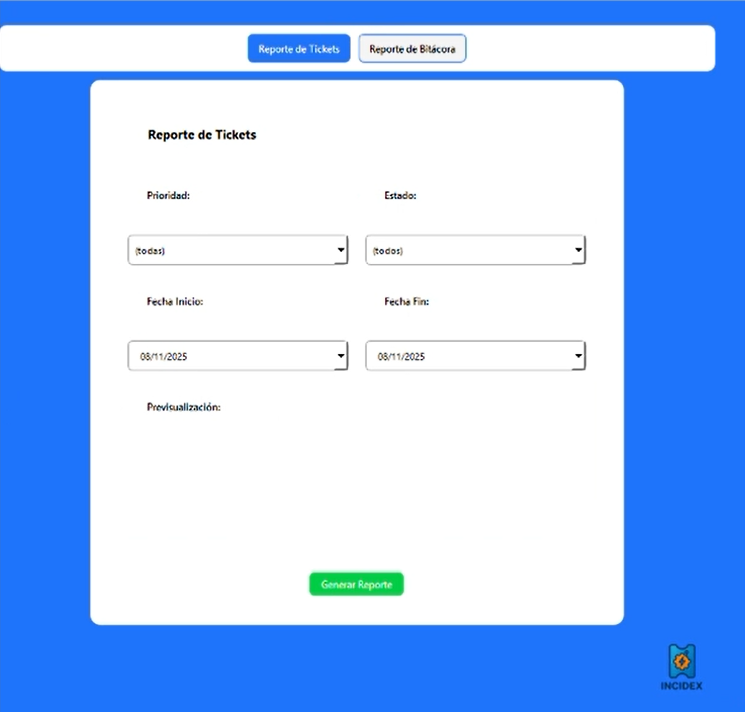 Reporte de Tickets Reporte de Bitácora
Reporte de Tickets
Prioridad: Estado:
(todas) (todos)
Fecha Inicio: Fecha Fin:
08/11/2025 08/11/2025
Previsualización:
Generar Reporte
INCIDEX